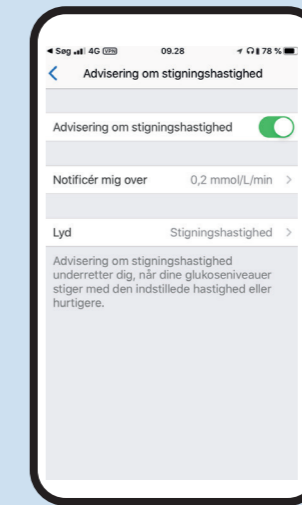 Søg 4G VPN 09.28 78 %
Advisering om stigningshastighed
Advisering om stigningshastighed
Notificér mig over 0,2 mmol/L/min
Lyd Stigningshastighed
Advisering om stigningshastighed
underretter dig, når dine glukoseniveauer
stiger med den indstillede hastighed eller
hurtigere.